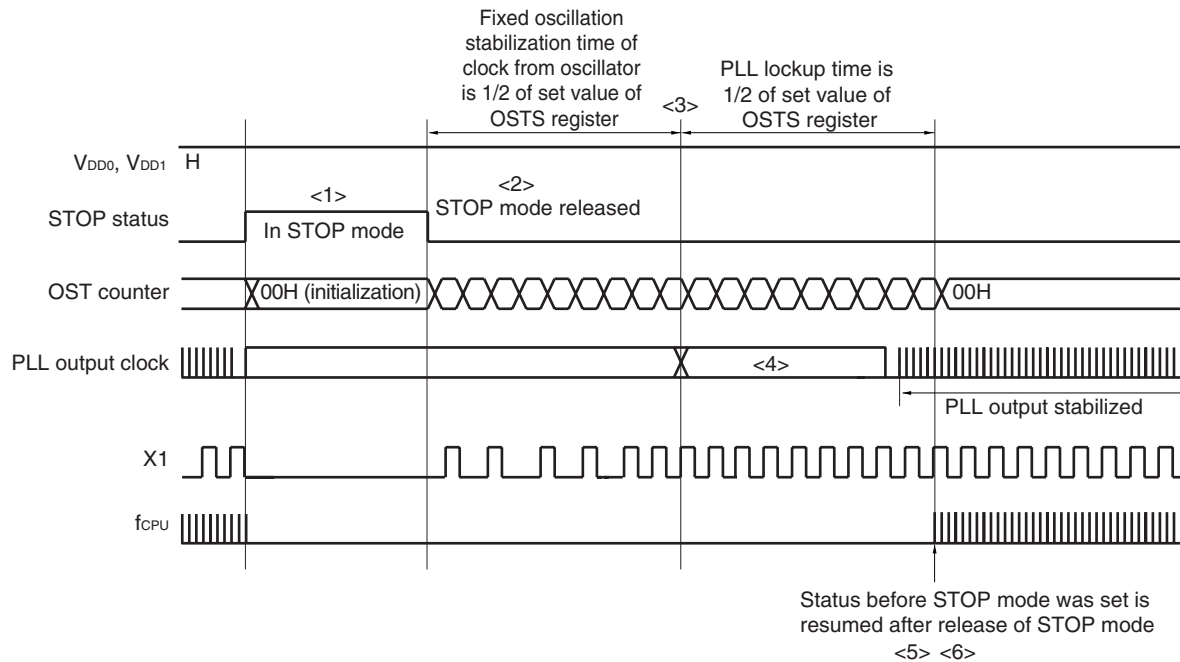 Fixed oscillation
stabilization time of
clock from oscillator
is 1/2 of set value of
OSTS register
<3>
PLL lockup time is
1/2 of set value of
OSTS register
VDD0, VDD1
H
STOP status
<1>
In STOP mode
<2>
STOP mode released
OST counter
00H (initialization)
00H
PLL output clock
<4>
PLL output stabilized
X1
fCPU
Status before STOP mode was set is
resumed after release of STOP mode
<5> <6>